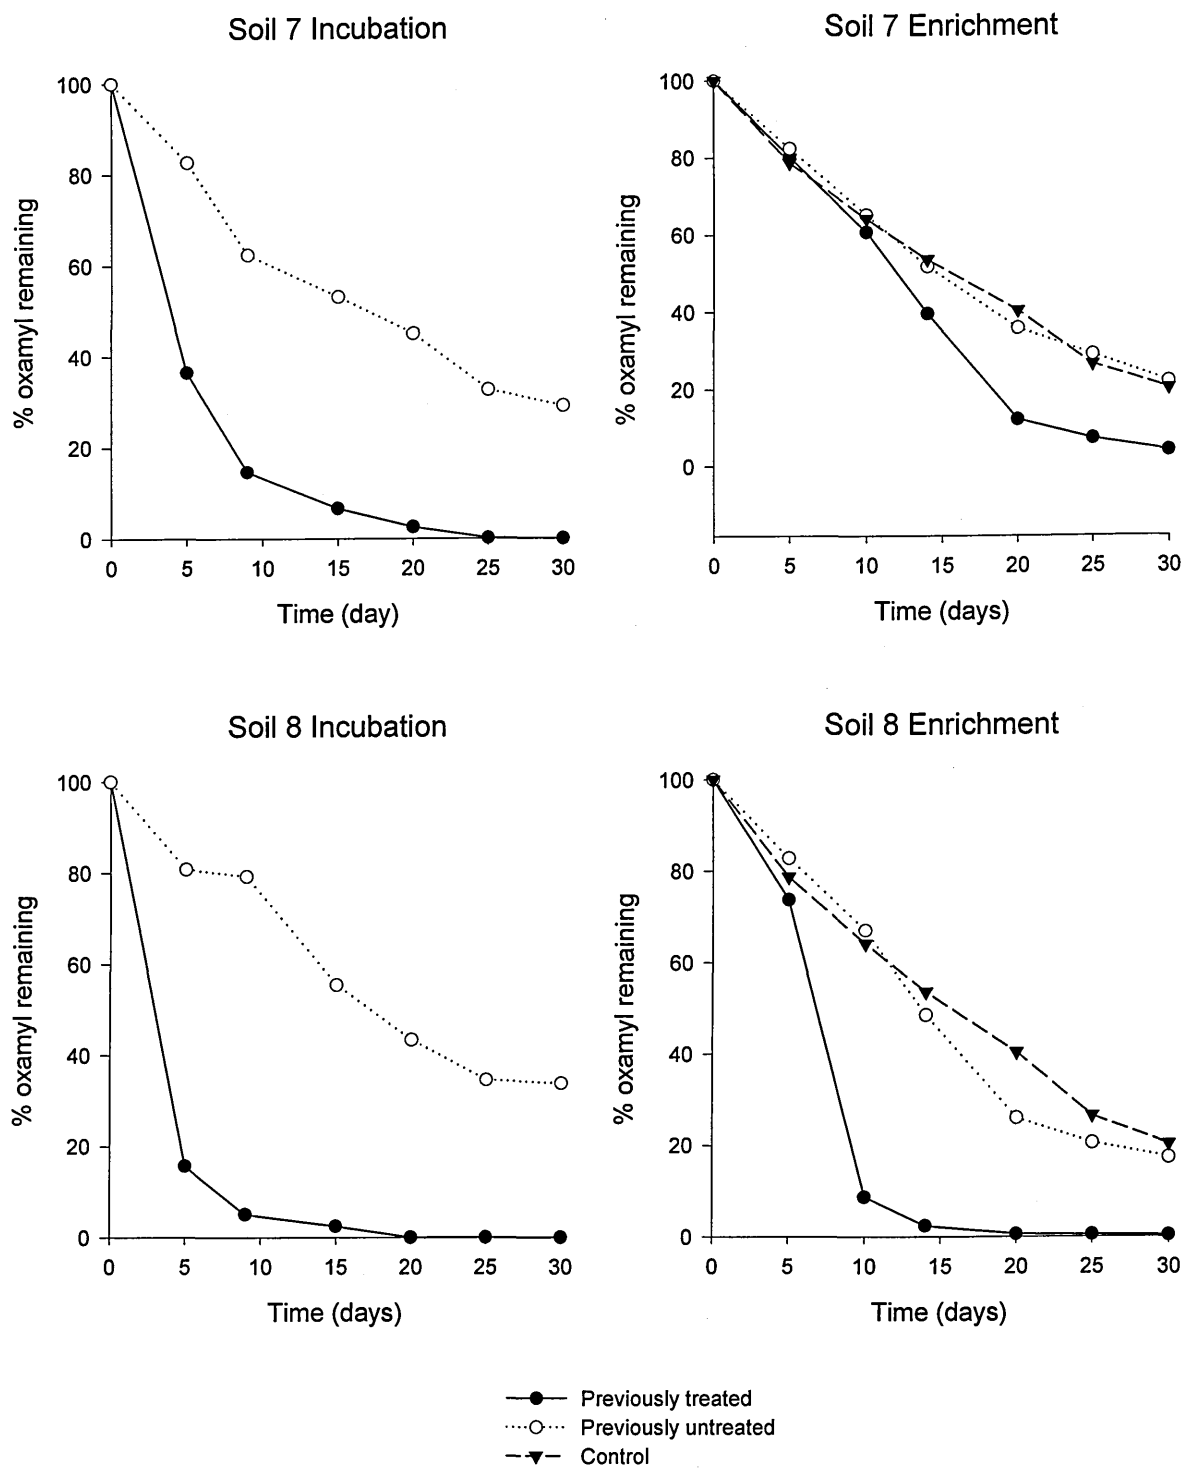 Soil 7 Incubation
% oxamyl remaining
100
80
60
40
20
0
0 5 10 15 20 25 30
Time (day)
Soil 7 Enrichment
% oxamyl remaining
100
80
60
40
20
0
0 5 10 15 20 25 30
Time (days)
Soil 8 Incubation
% oxamyl remaining
100
80
60
40
20
0
0 5 10 15 20 25 30
Time (days)
Soil 8 Enrichment
% oxamyl remaining
100
80
60
40
20
0
0 5 10 15 20 25 30
Time (days)
Previously treated
Previously untreated
Control